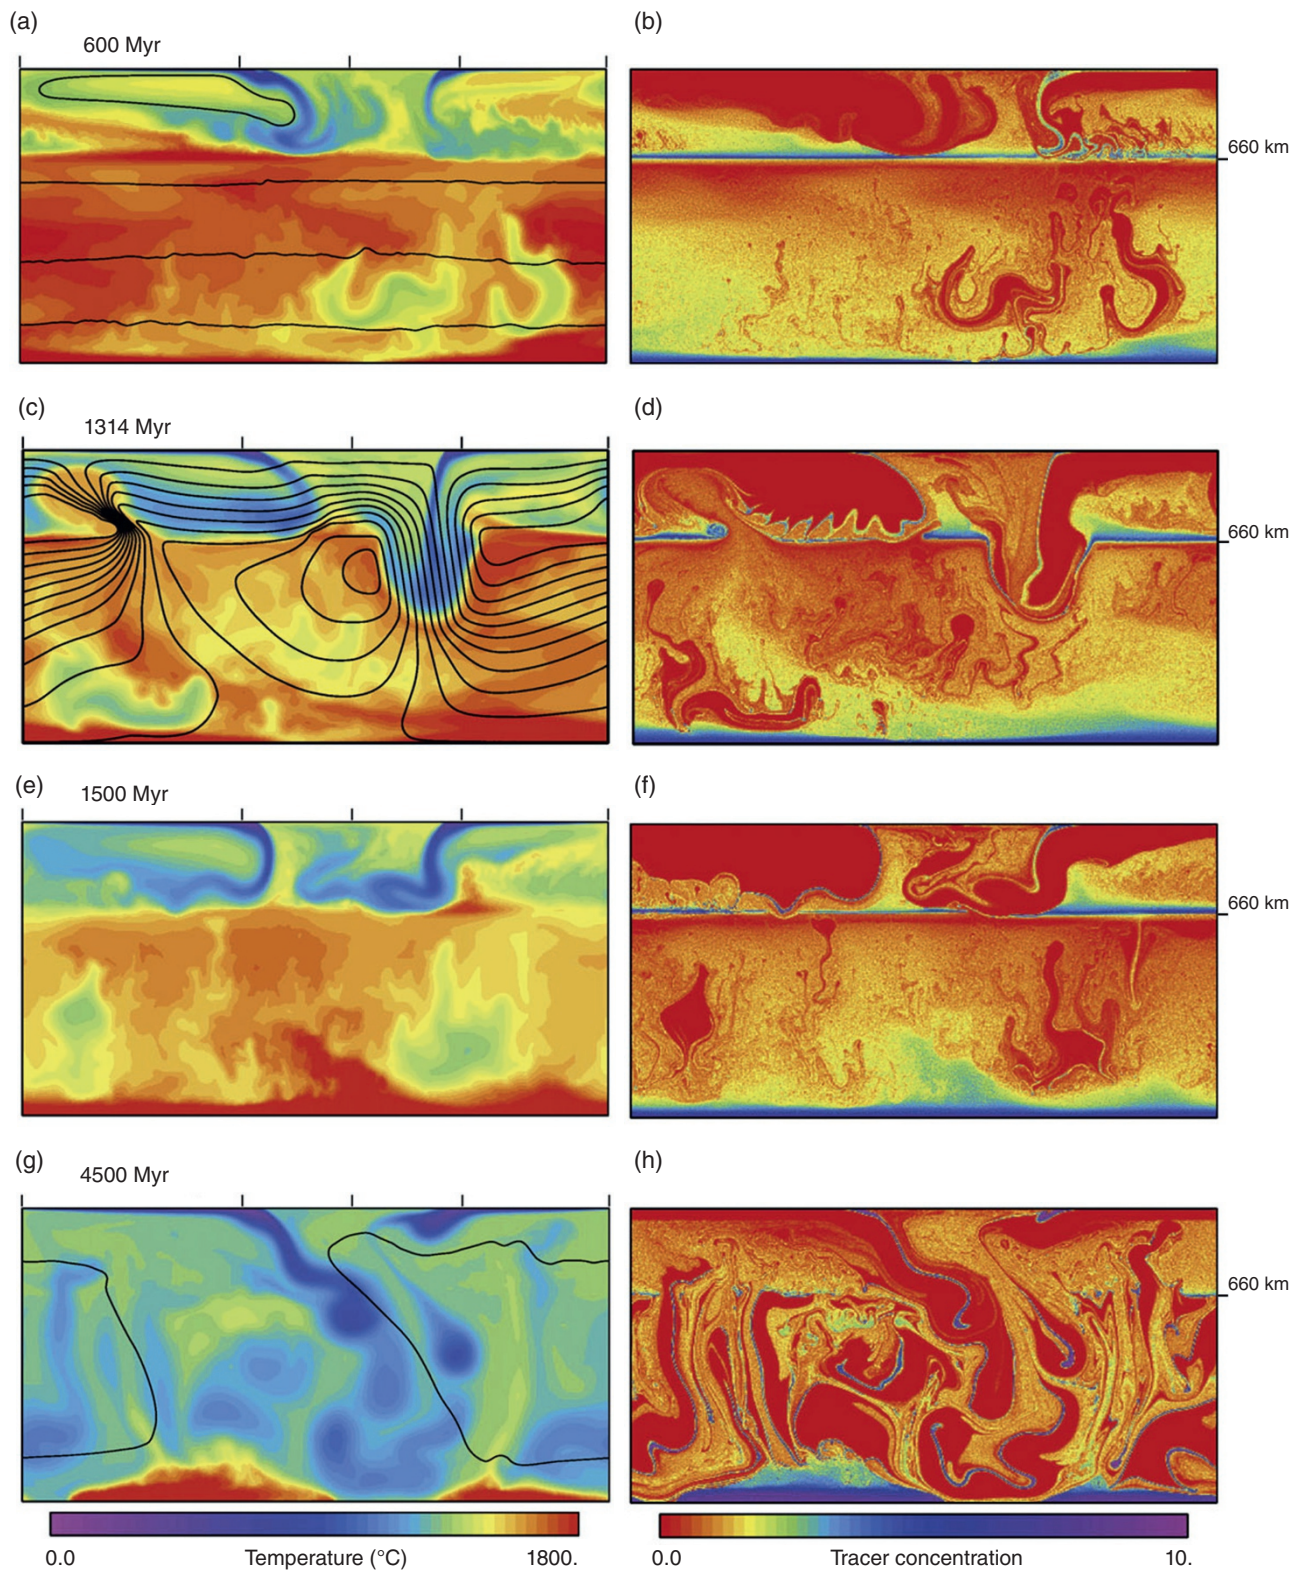 (a)
600 Myr
(b)
660 km
(c)
1314 Myr
(d)
660 km
(e)
1500 Myr
(f)
660 km
(g)
4500 Myr
(h)
660 km
0.0 Temperature (°C) 1800.
0.0 Tracer concentration 10.